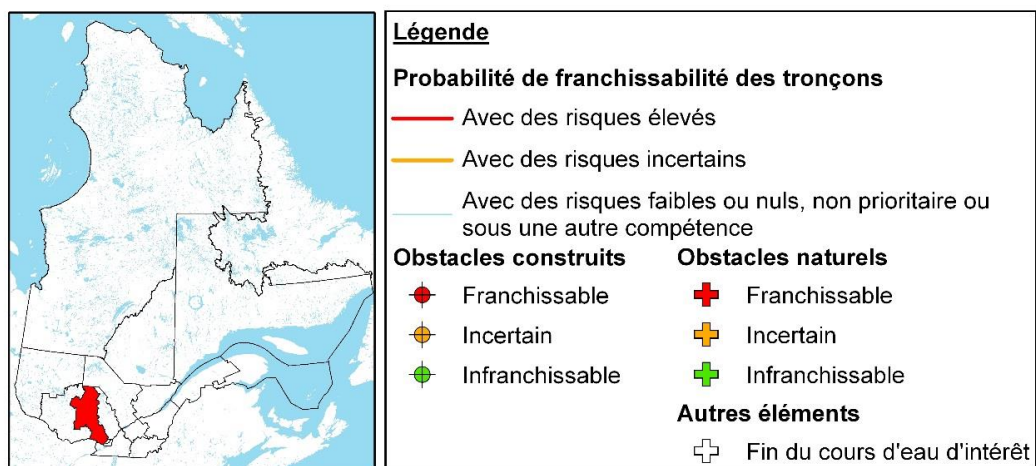 Légende
Probabilité de franchissabilité des tronçons
Avec des risques élevés
Avec des risques incertains
Avec des risques faibles ou nuls, non prioritaire ou
sous une autre compétence
Obstacles construits
Franchissable
Incertain
Infranchissable
Obstacles naturels
Franchissable
Incertain
Infranchissable
Autres éléments
Fin du cours d'eau d'intérêt